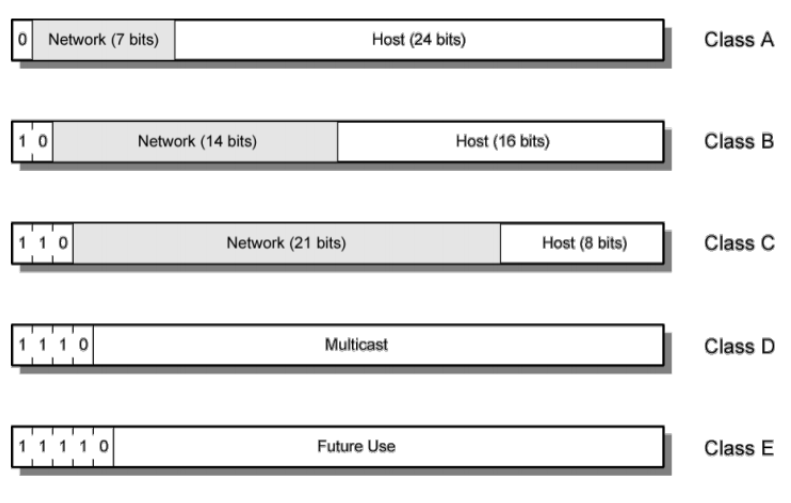 0 Network (7 bits) Host (24 bits) Class A
1 0 Network (14 bits) Host (16 bits) Class B
1 1 0 Network (21 bits) Host (8 bits) Class C
1 1 1 0 Multicast Class D
1 1 1 1 0 Future Use Class E